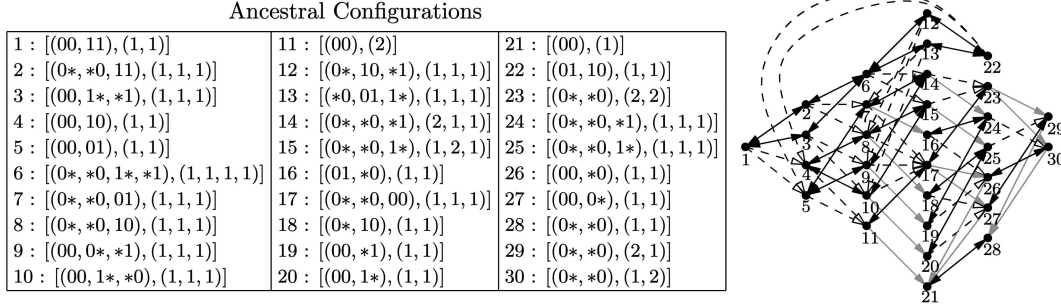 Ancestral Configurations
1 : [(00, 11), (1, 1)]
2 : [(0∗, ∗0, 11), (1, 1, 1)]
3 : [(00, 1∗, ∗1), (1, 1, 1)]
4 : [(00, 10), (1, 1)]
5 : [(00, 01), (1, 1)]
6 : [(0∗, ∗0, 1∗, ∗1), (1, 1, 1, 1)]
7 : [(0∗, ∗0, 01), (1, 1, 1)]
8 : [(0∗, ∗0, 10), (1, 1, 1)]
9 : [(00, 0∗, ∗1), (1, 1, 1)]
10 : [(00, 1∗, ∗0), (1, 1, 1)]
11 : [(00), (2)]
12 : [(0∗, 10, ∗1), (1, 1, 1)]
13 : [(∗0, 01, 1∗), (1, 1, 1)]
14 : [(0∗, ∗0, ∗1), (2, 1, 1)]
15 : [(0∗, ∗0, 1∗), (1, 2, 1)]
16 : [(01, ∗0), (1, 1)]
17 : [(0∗, ∗0, 00), (1, 1, 1)]
18 : [(0∗, 10), (1, 1)]
19 : [(00, ∗1), (1, 1)]
20 : [(00, 1∗), (1, 1)]
21 : [(00), (1)]
22 : [(01, 10), (1, 1)]
23 : [(0∗, ∗0), (2, 2)]
24 : [(0∗, ∗0, ∗1), (1, 1, 1)]
25 : [(0∗, ∗0, 1∗), (1, 1, 1)]
26 : [(00, ∗0), (1, 1)]
27 : [(00, 0∗), (1, 1)]
28 : [(0∗, ∗0), (1, 1)]
29 : [(0∗, ∗0), (2, 1)]
30 : [(0∗, ∗0), (1, 2)]
1
2
3
4
5
6
7
8
9
10
11
12
13
14
15
16
17
18
19
20
21
22
23
24
25
26
27
28
29
30